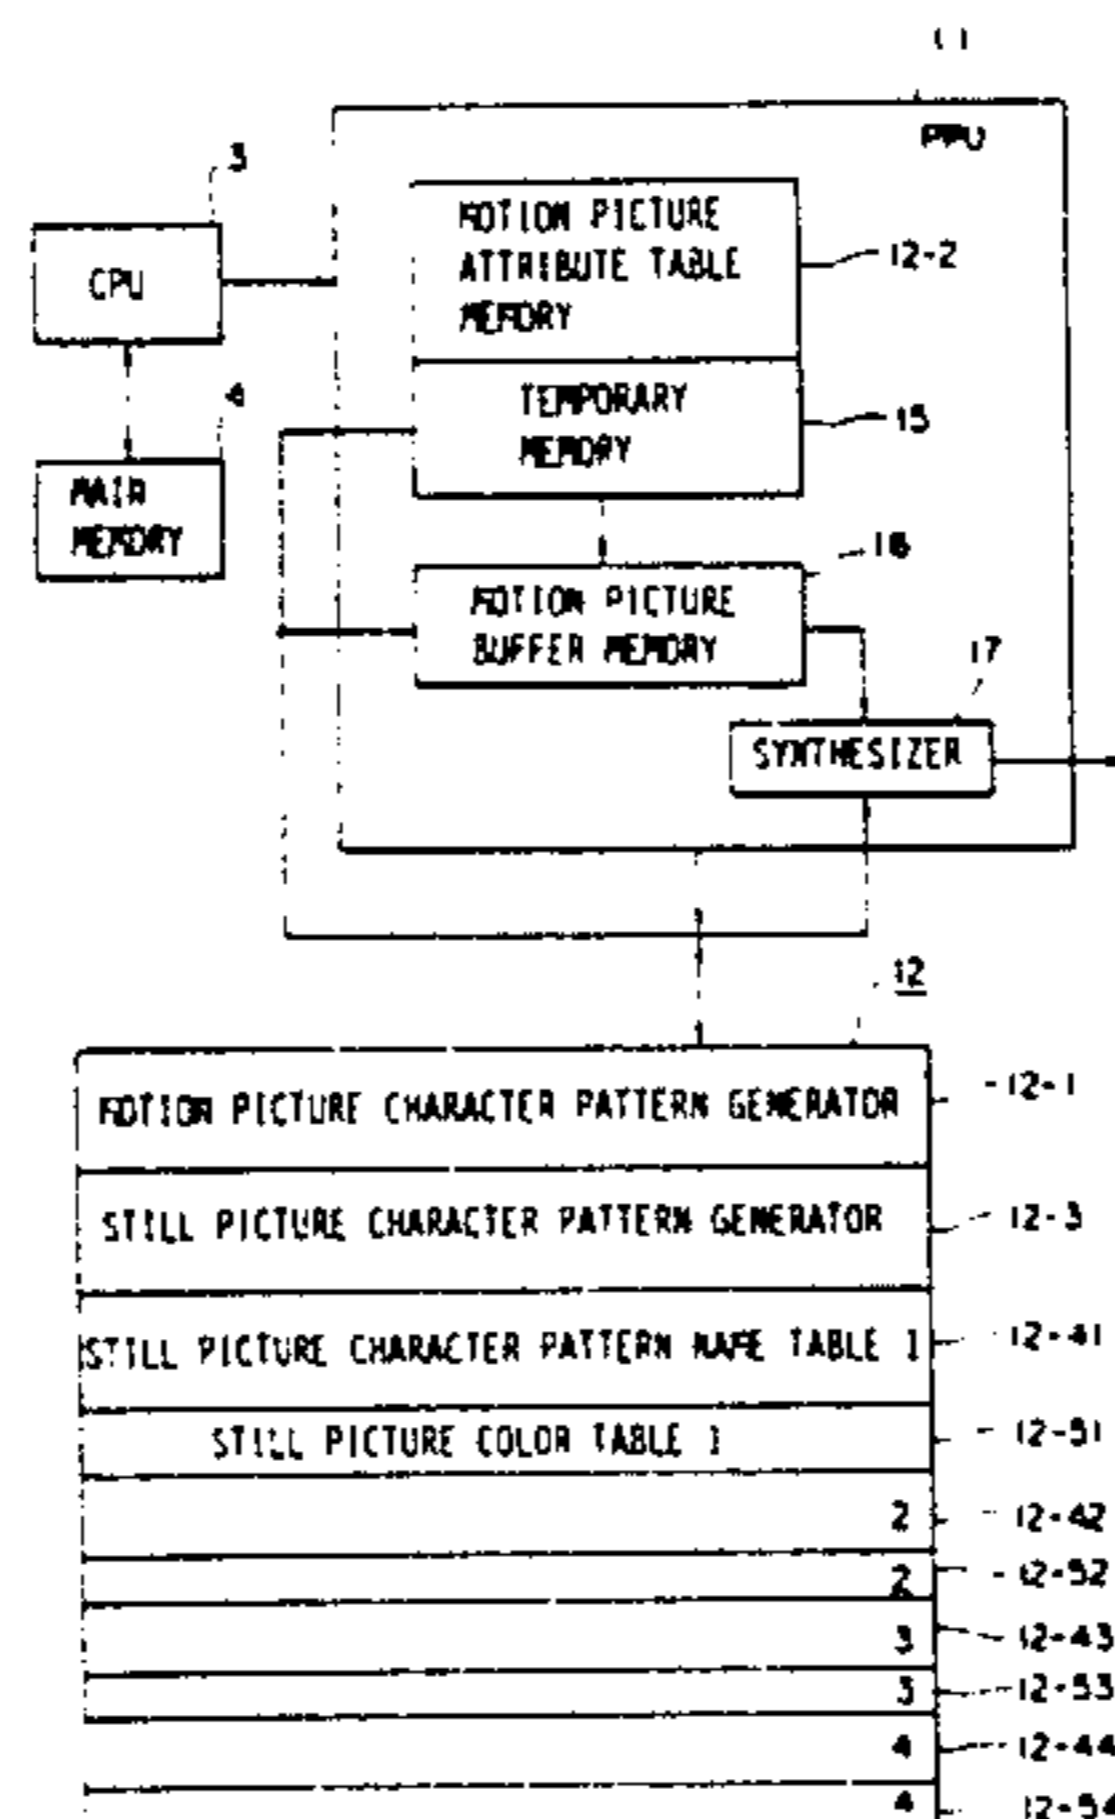 11
PPU
3
CPU
MOTION PICTURE
ATTRIBUTE TABLE
MEMORY
12-2
4
MAIN
MEMORY
TEMPORARY
MEMORY
15
16
MOTION PICTURE
BUFFER MEMORY
17
SYNTHESIZER
12
MOTION PICTURE CHARACTER PATTERN GENERATOR
12-1
STILL PICTURE CHARACTER PATTERN GENERATOR
12-3
STILL PICTURE CHARACTER PATTERN NAME TABLE 1
12-41
STILL PICTURE COLOR TABLE 1
12-51
2
12-42
2
12-52
3
12-43
3
12-53
4
12-44
4
12-54